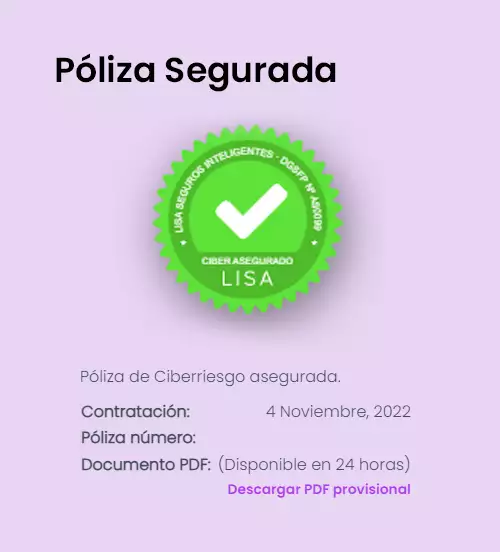 Póliza Segurada
LISA SEGUROS INTELIGENTES - DGSFP Nº AS0099
CIBER ASEGURADO
LISA
Póliza de Ciberriesgo asegurada.
Contratación: 4 Noviembre, 2022
Póliza número:
Documento PDF: (Disponible en 24 horas)
Descargar PDF provisional